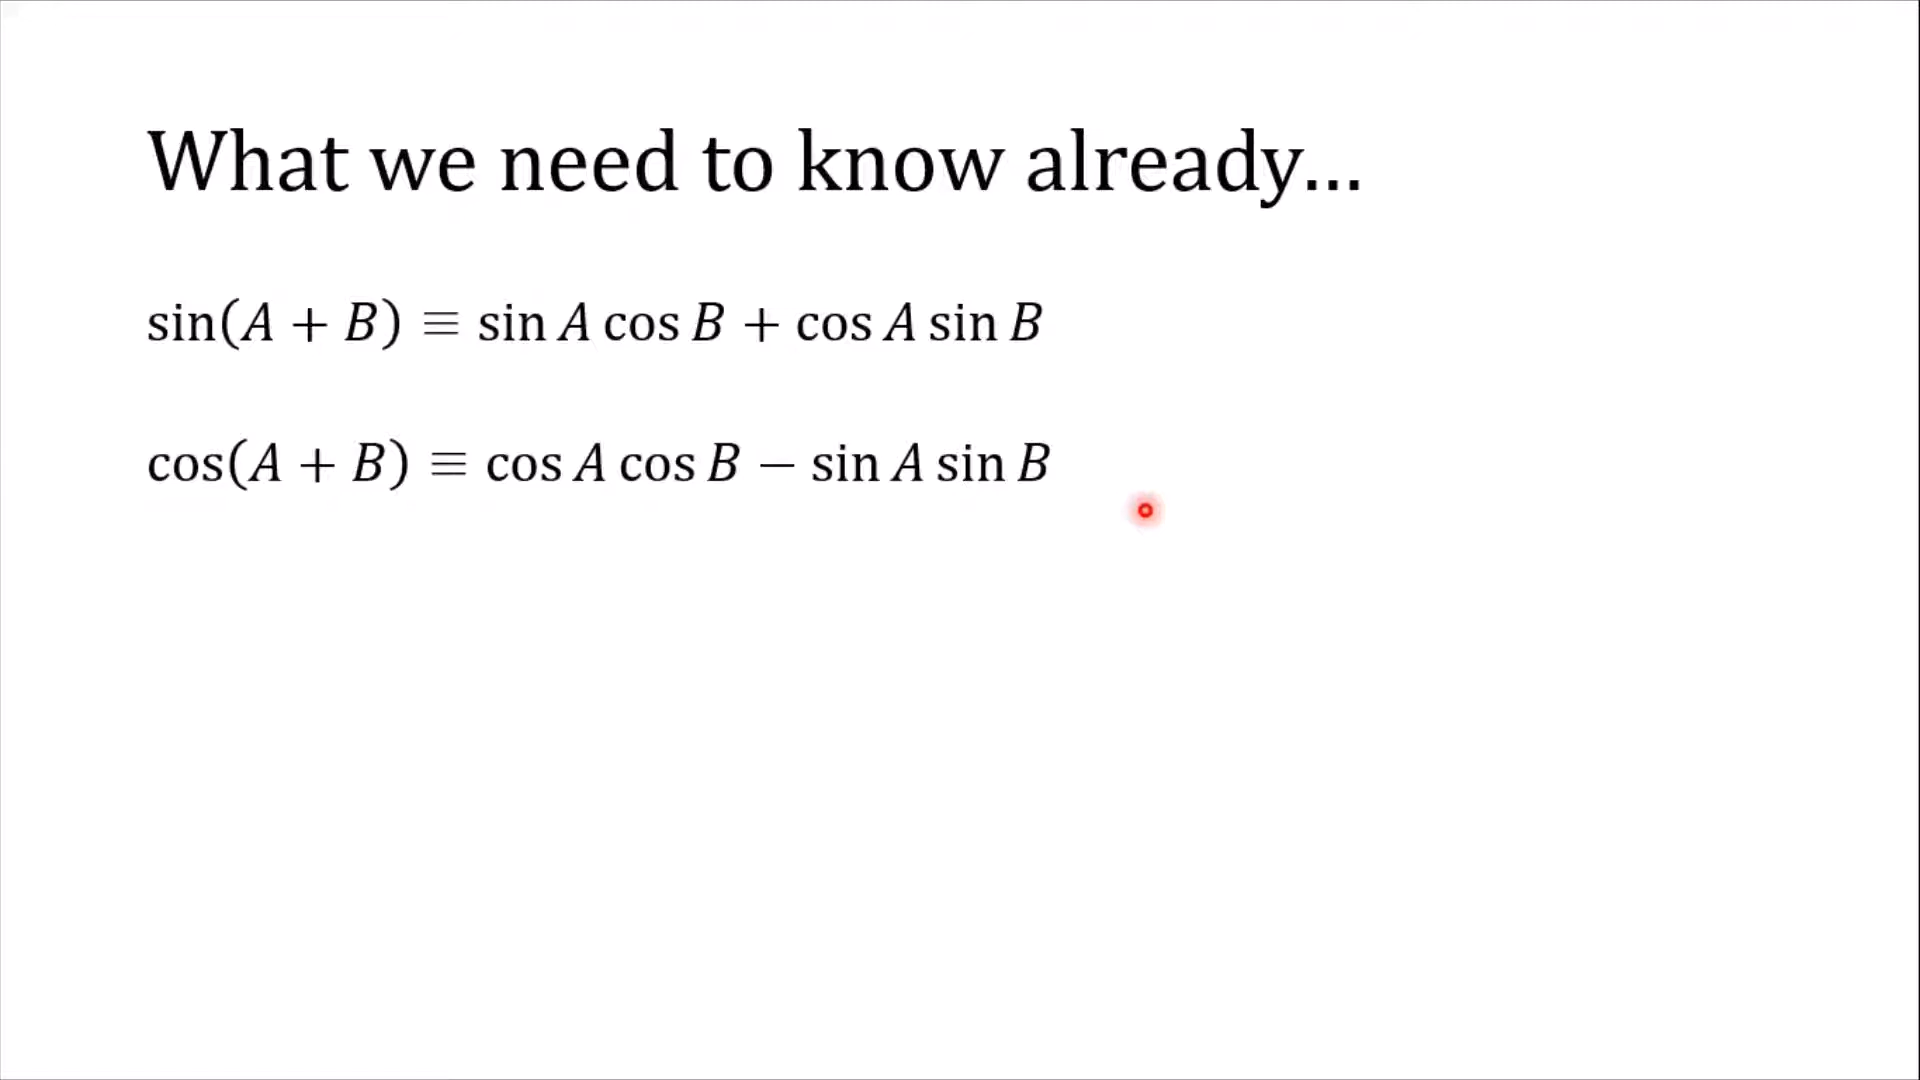 What we need to know already...
sin(A + B) ≡ sin A cos B + cos A sin B
cos(A + B) ≡ cos A cos B − sin A sin B